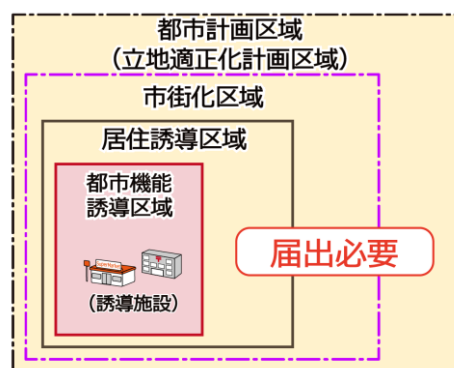 都市計画区域
（立地適正化計画区域）
市街化区域
居住誘導区域
都市機能
誘導区域
届出必要
（誘導施設）